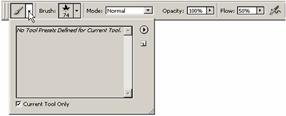 Brush: 74 Mode: Normal Opacity: 100% Flow: 50%
No Tool Presets Defined for Current Tool.
Current Tool Only